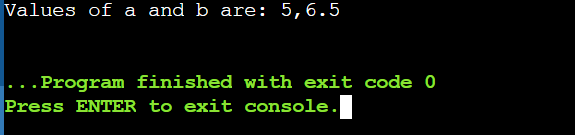 Values of a and b are: 5,6.5
...Program finished with exit code 0
Press ENTER to exit console.